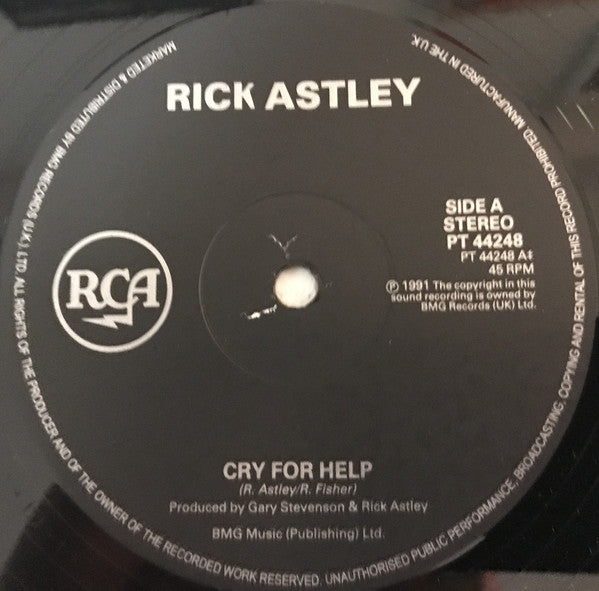 RICK ASTLEY
SIDE A
STEREO
PT 44248
PT 44248 A‡
45 RPM
Ⓟ 1991 The copyright in this
sound recording is owned by
BMG Records (UK) Ltd.
RCA
CRY FOR HELP
(R. Astley/R. Fisher)
Produced by Gary Stevenson & Rick Astley
BMG Music (Publishing) Ltd.
MARKETED & DISTRIBUTED BY BMG RECORDS (U.K.) LTD. ALL RIGHTS OF THE PRODUCER AND OF THE OWNER OF THE RECORDED WORK RESERVED. UNAUTHORISED PUBLIC PERFORMANCE, BROADCASTING, COPYING AND RENTAL OF THIS RECORD PROHIBITED. MANUFACTURED IN THE U.K.